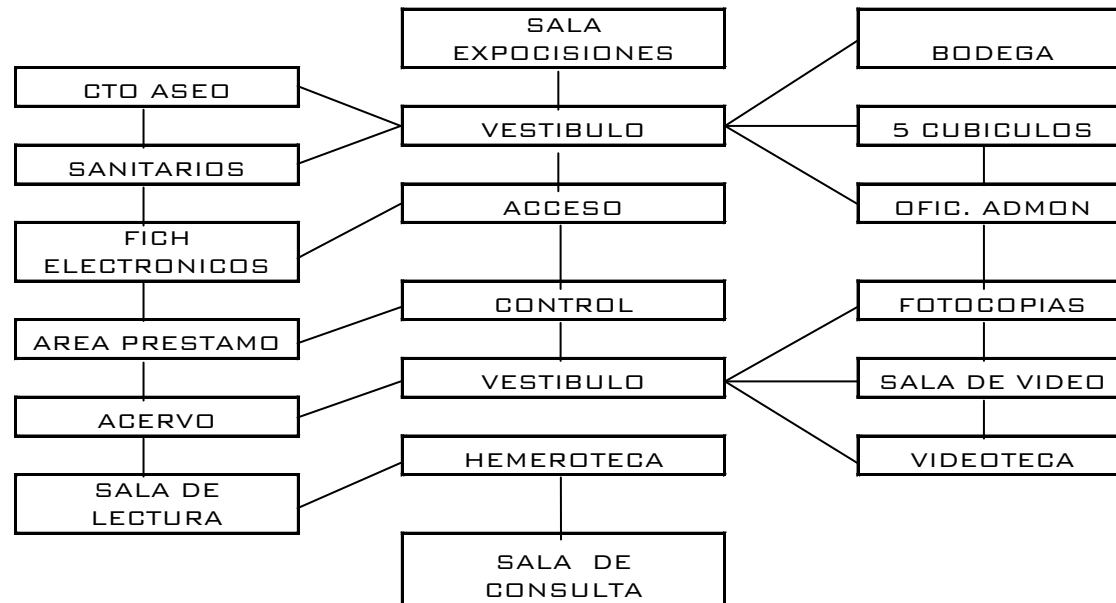 SALA
EXPOCISIONES
BODEGA
CTO ASEO
VESTIBULO
5 CUBICULOS
SANITARIOS
ACCESO
OFIC. ADMON
FICH
ELECTRONICOS
CONTROL
FOTOCOPIAS
AREA PRESTAMO
VESTIBULO
SALA DE VIDEO
ACERVO
HEMEROTECA
VIDEOTECA
SALA DE
LECTURA
SALA DE
CONSULTA